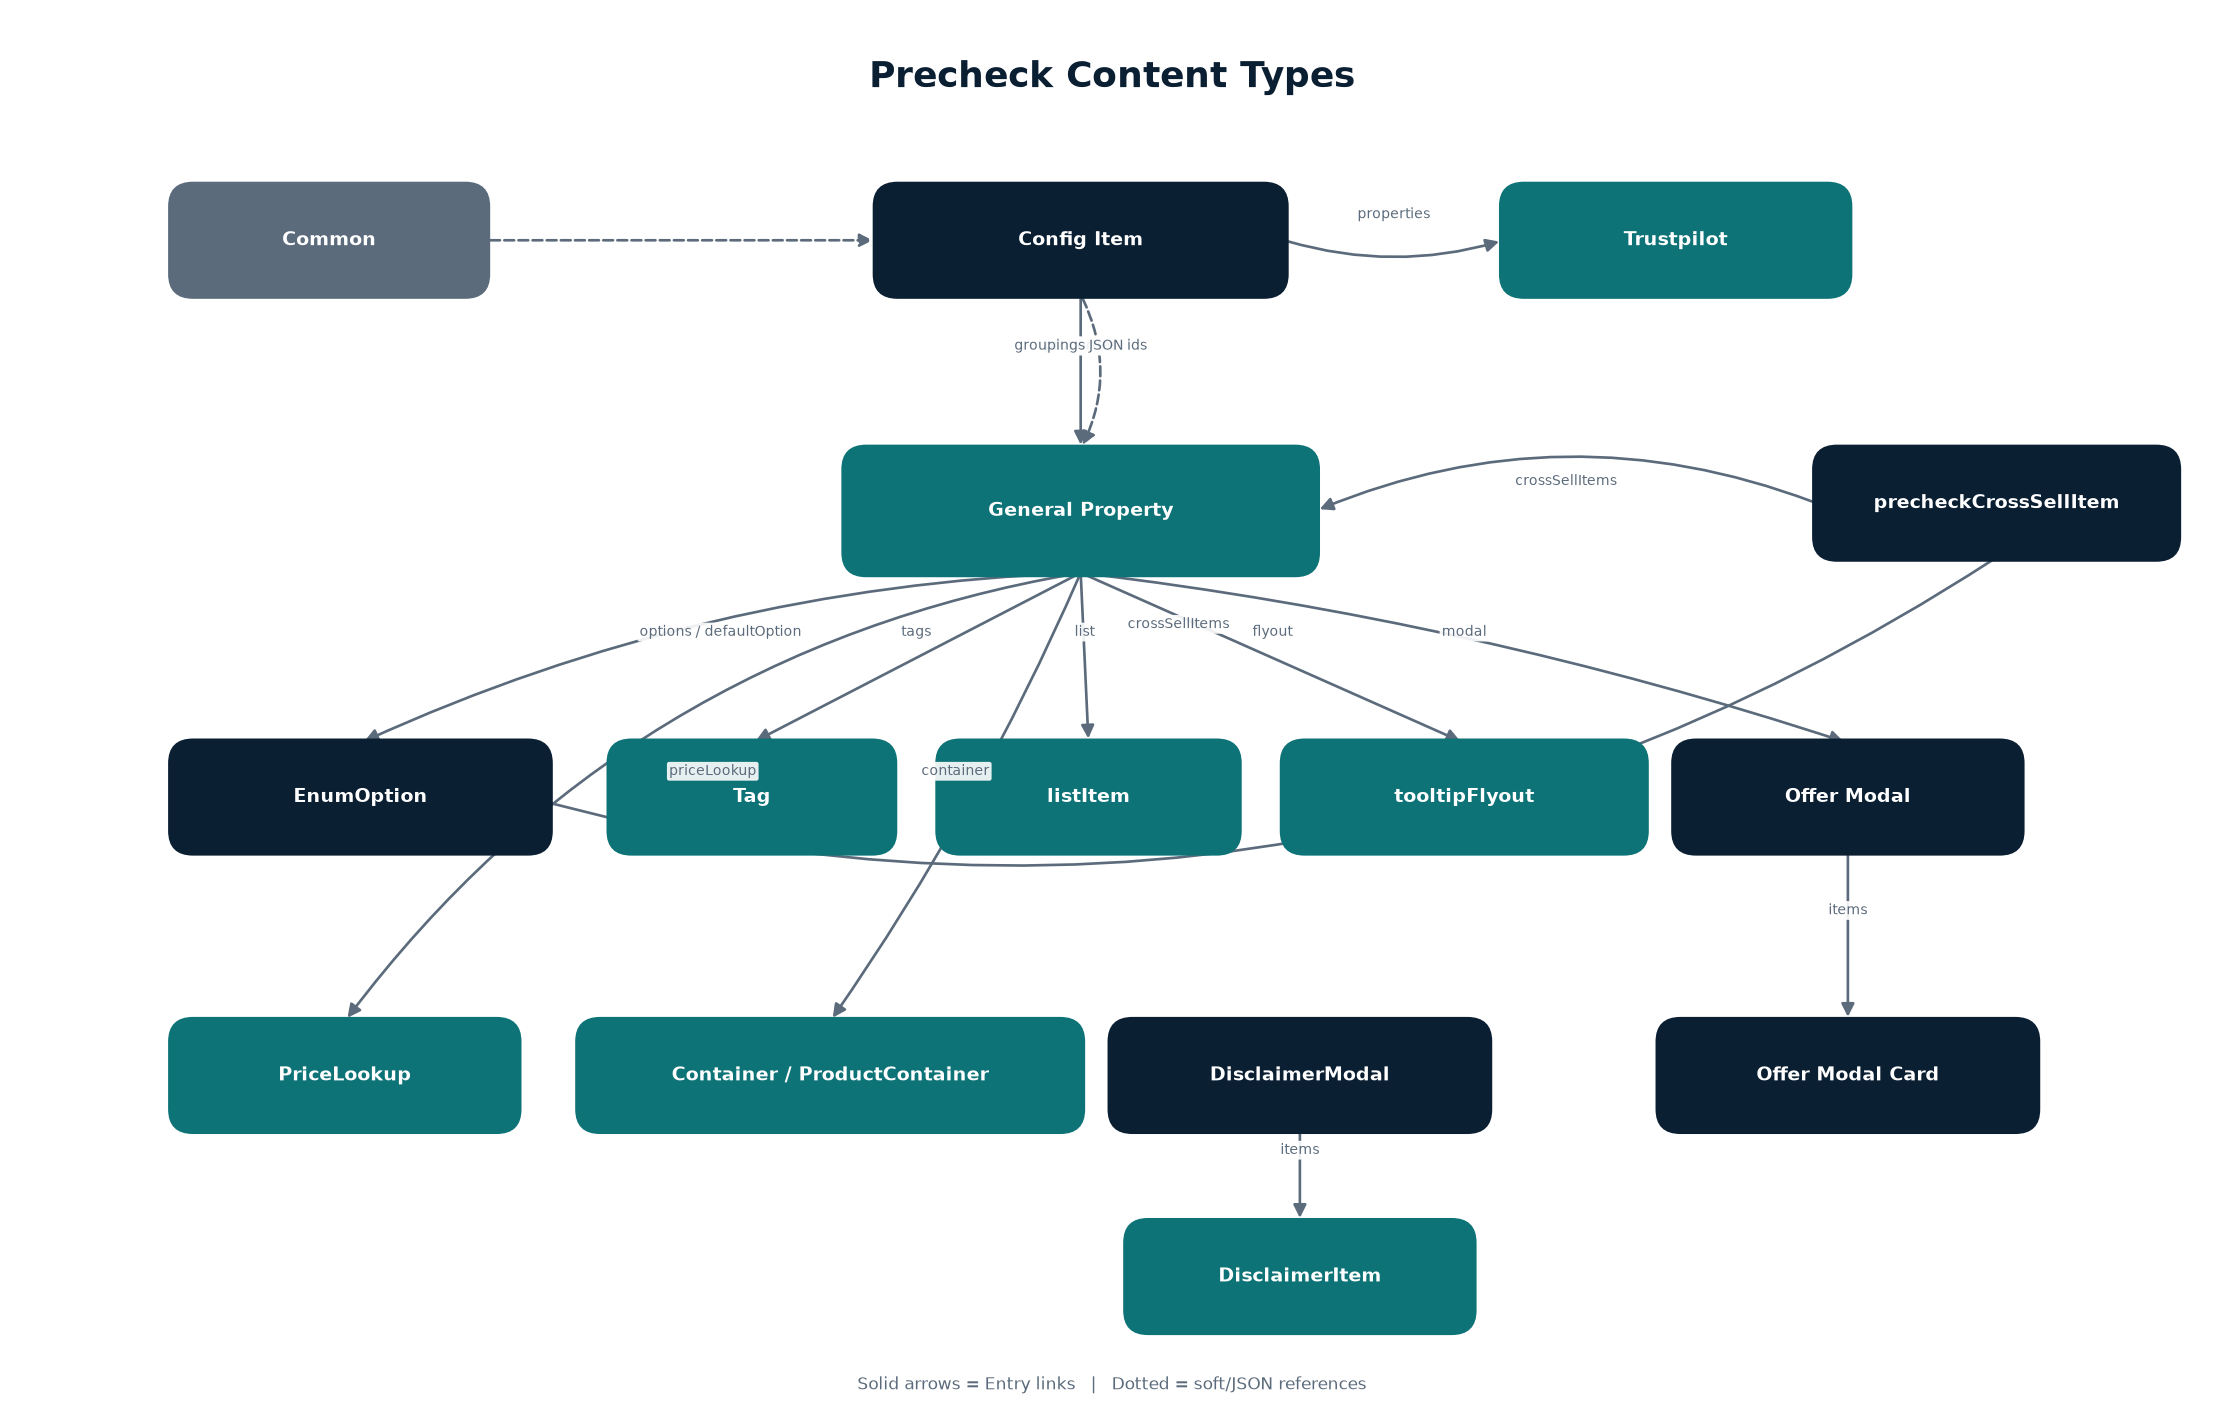 Precheck Content Types
Common
Config Item
properties
Trustpilot
groupings JSON ids
General Property
crossSellItems
precheckCrossSellItem
options / defaultOption
tags
list
crossSellItems
flyout
modal
EnumOption
priceLookup
Tag
container
listItem
tooltipFlyout
Offer Modal
items
PriceLookup
Container / ProductContainer
DisclaimerModal
Offer Modal Card
items
DisclaimerItem
Solid arrows = Entry links | Dotted = soft/JSON references